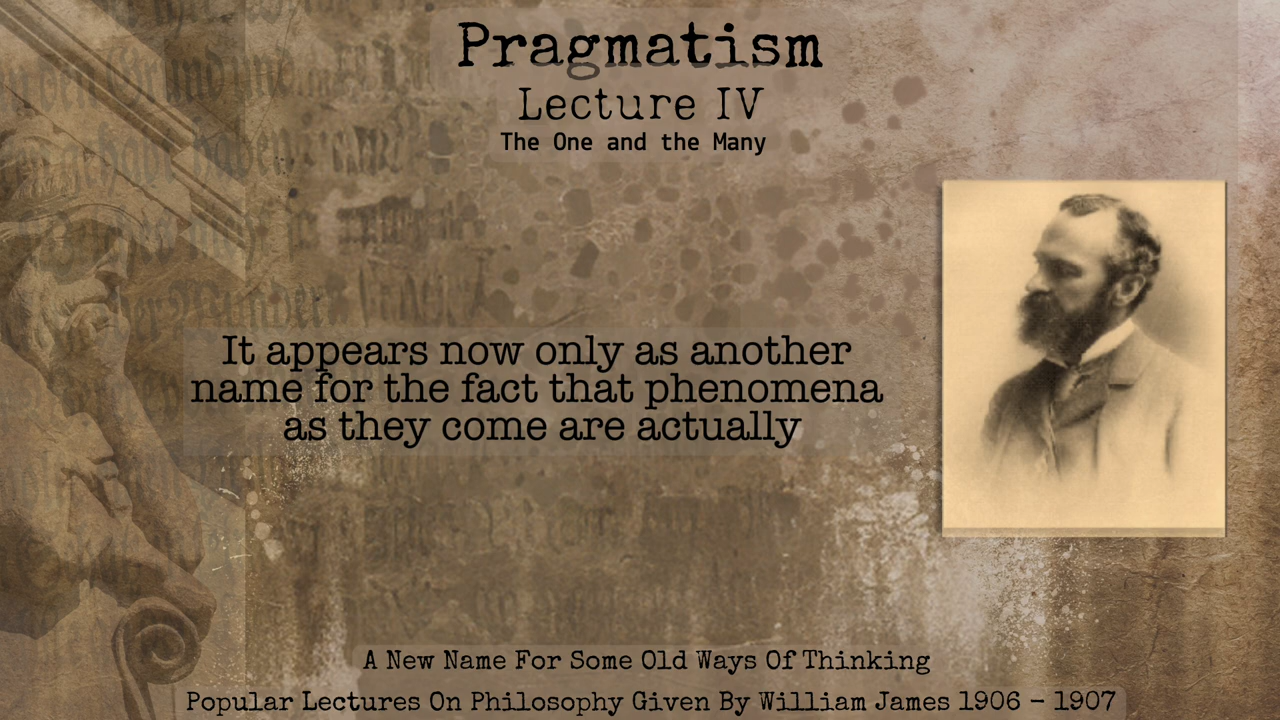 Pragmatism
Lecture IV
The One and the Many
It appears now only as another
name for the fact that phenomena
as they come are actually
A New Name For Some Old Ways Of Thinking
Popular Lectures On Philosophy Given By William James 1906 – 1907